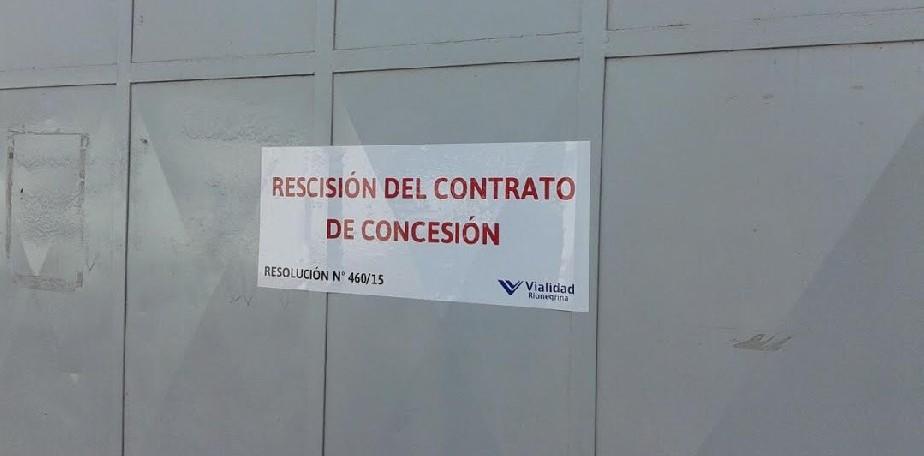 RESCISIÓN DEL CONTRATO
DE CONCESIÓN
RESOLUCIÓN N° 460/15
Vialidad
Rionegrina